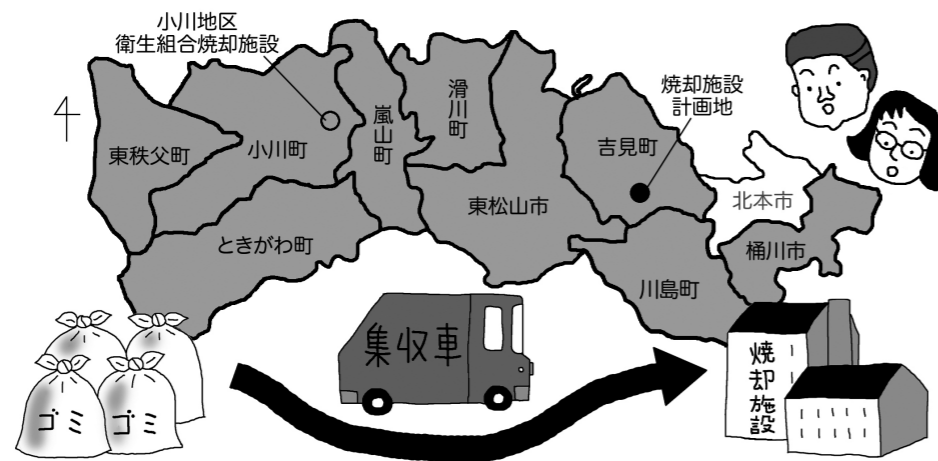 小川地区
衛生組合焼却施設
焼却施設
計画地
東秩父町
小川町
嵐山町
滑川町
吉見町
東松山市
北本市
ときがわ町
桶川市
川島町
集収車
焼却施設
ゴミ
ゴミ